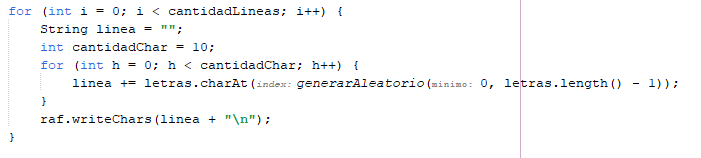 for (int i = 0; i < cantidadLineas; i++) {
    String linea = "";
    int cantidadChar = 10;
    for (int h = 0; h < cantidadChar; h++) {
        linea += letras.charAt(index: generarAleatorio(minimo: 0, letras.length() - 1));
    }
    raf.writeChars(linea + "\n");
}